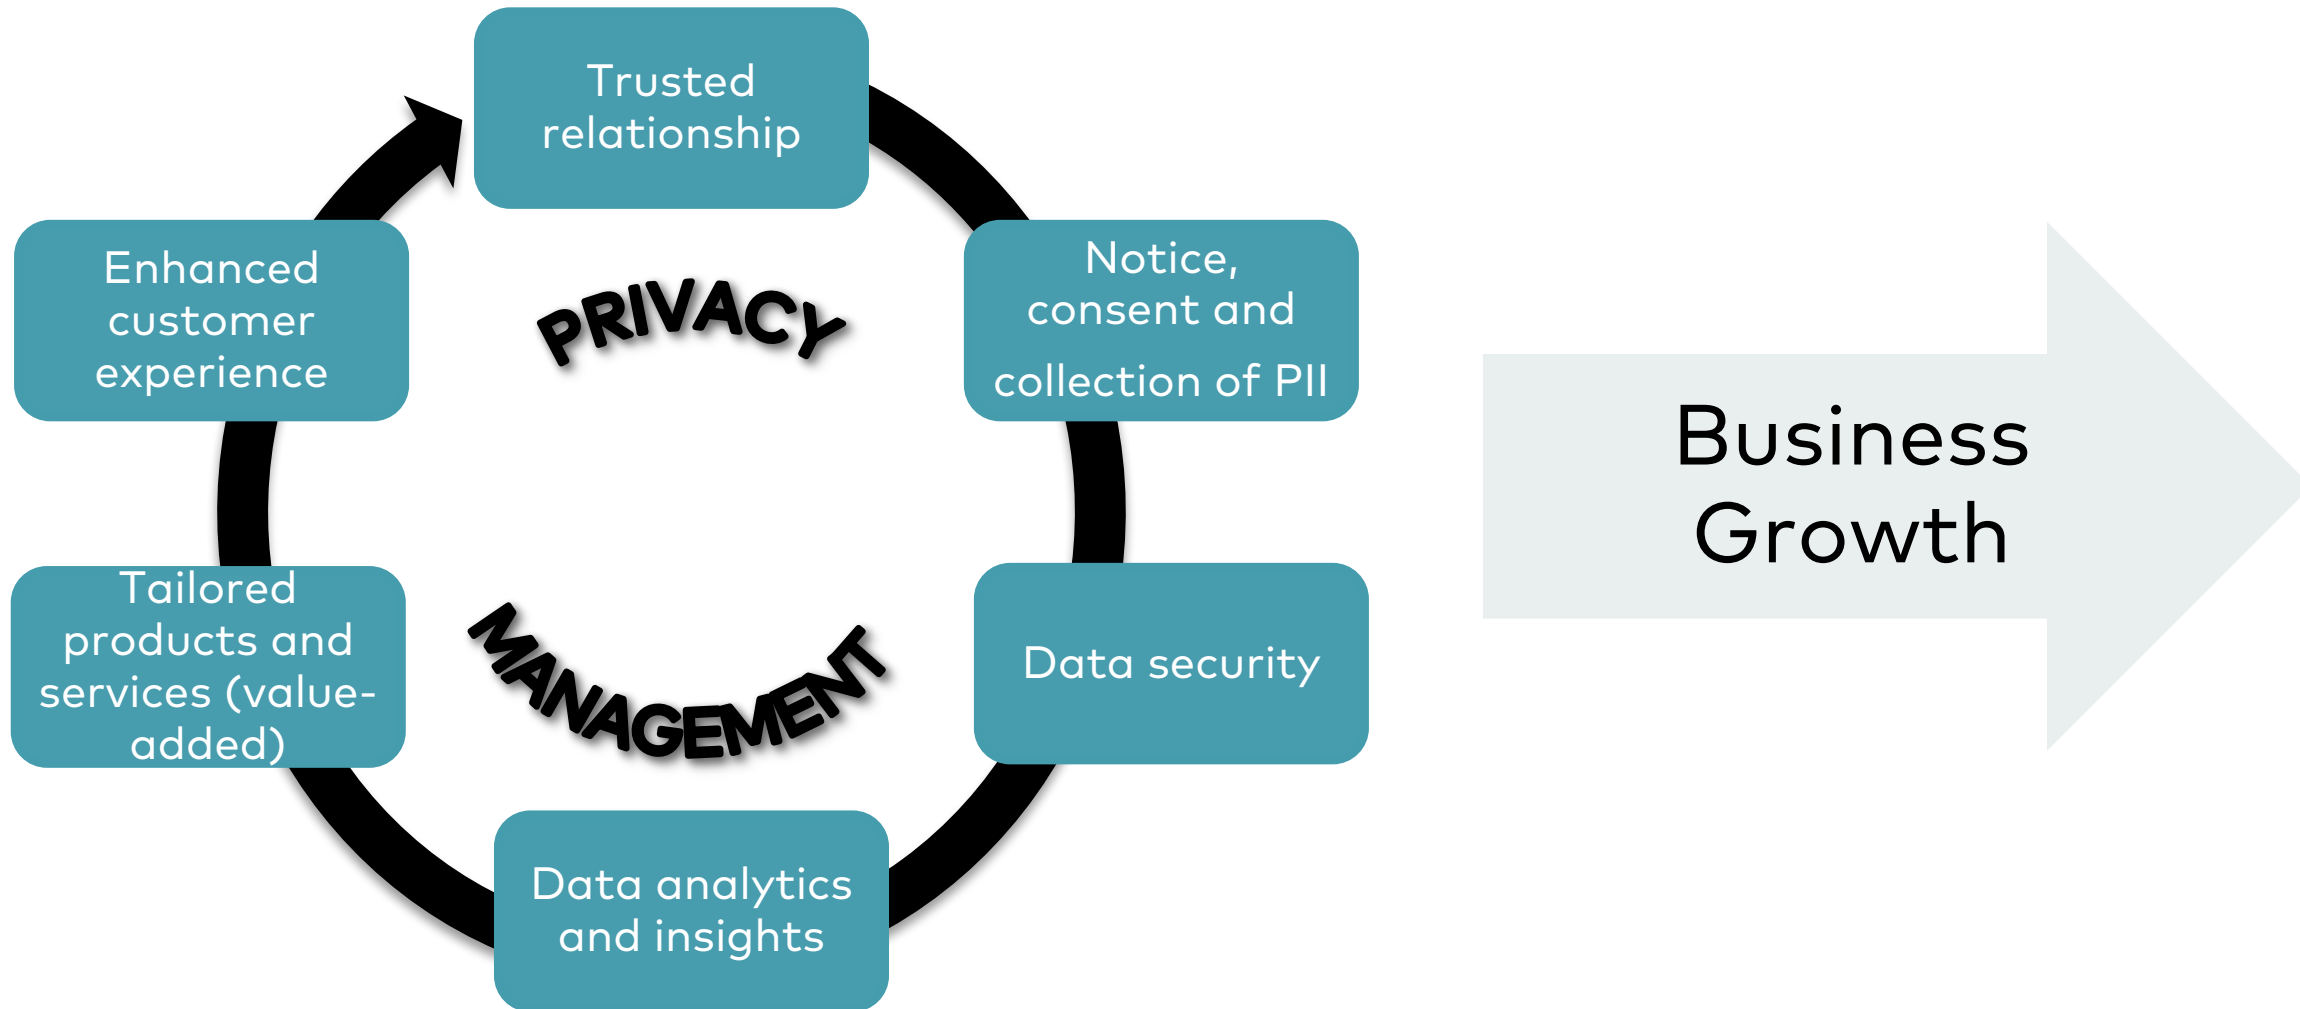 Trusted
relationship
Notice,
consent and
collection of PII
Data security
Data analytics
and insights
Tailored
products and
services (value-
added)
Enhanced
customer
experience
PRIVACY
MANAGEMENT
Business
Growth